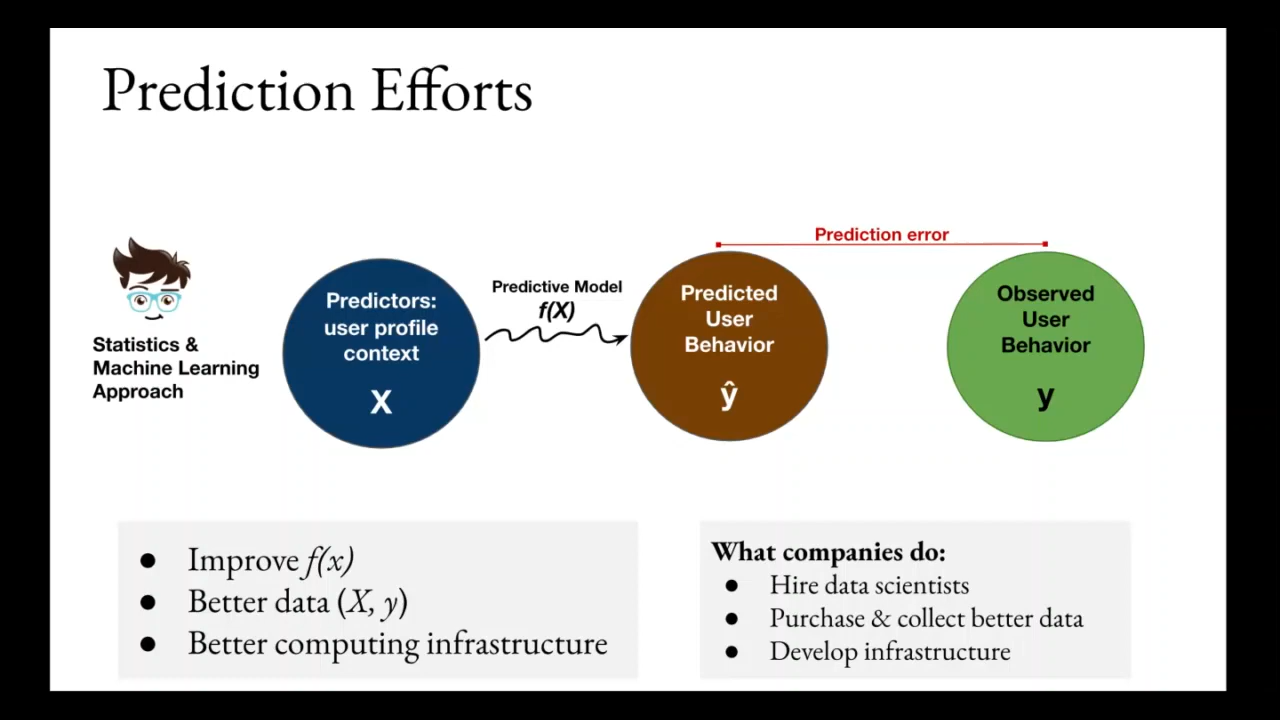 Prediction Efforts
Prediction error
Statistics &
Machine Learning
Approach
Predictors:
user profile
context
X
Predictive Model
f(X)
Predicted
User
Behavior
ŷ
Observed
User
Behavior
y
● Improve f(x)
● Better data (X, y)
● Better computing infrastructure
What companies do:
● Hire data scientists
● Purchase & collect better data
● Develop infrastructure